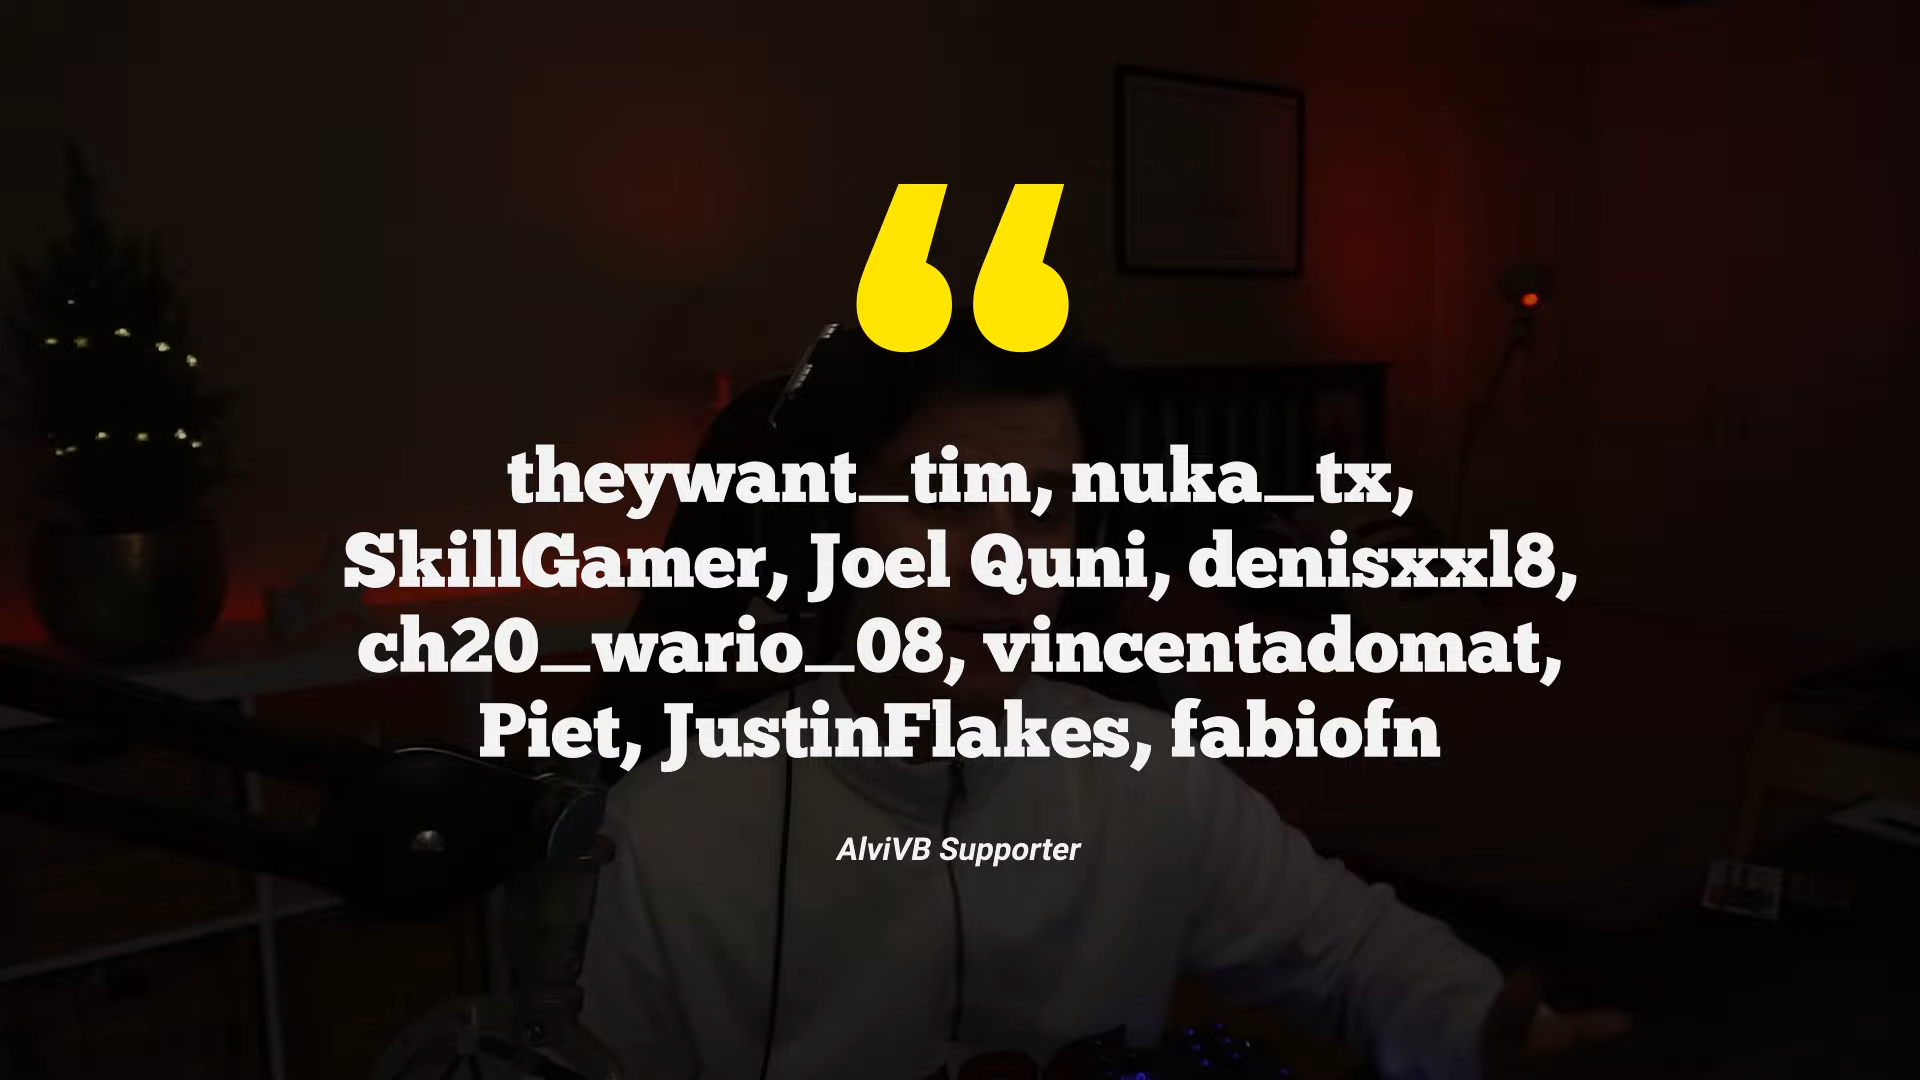 “
theywant_tim, nuka_tx,
SkillGamer, Joel Quni, denisxxl8,
ch20_wario_08, vincentadomat,
Piet, JustinFlakes, fabiofn
AlviVB Supporter